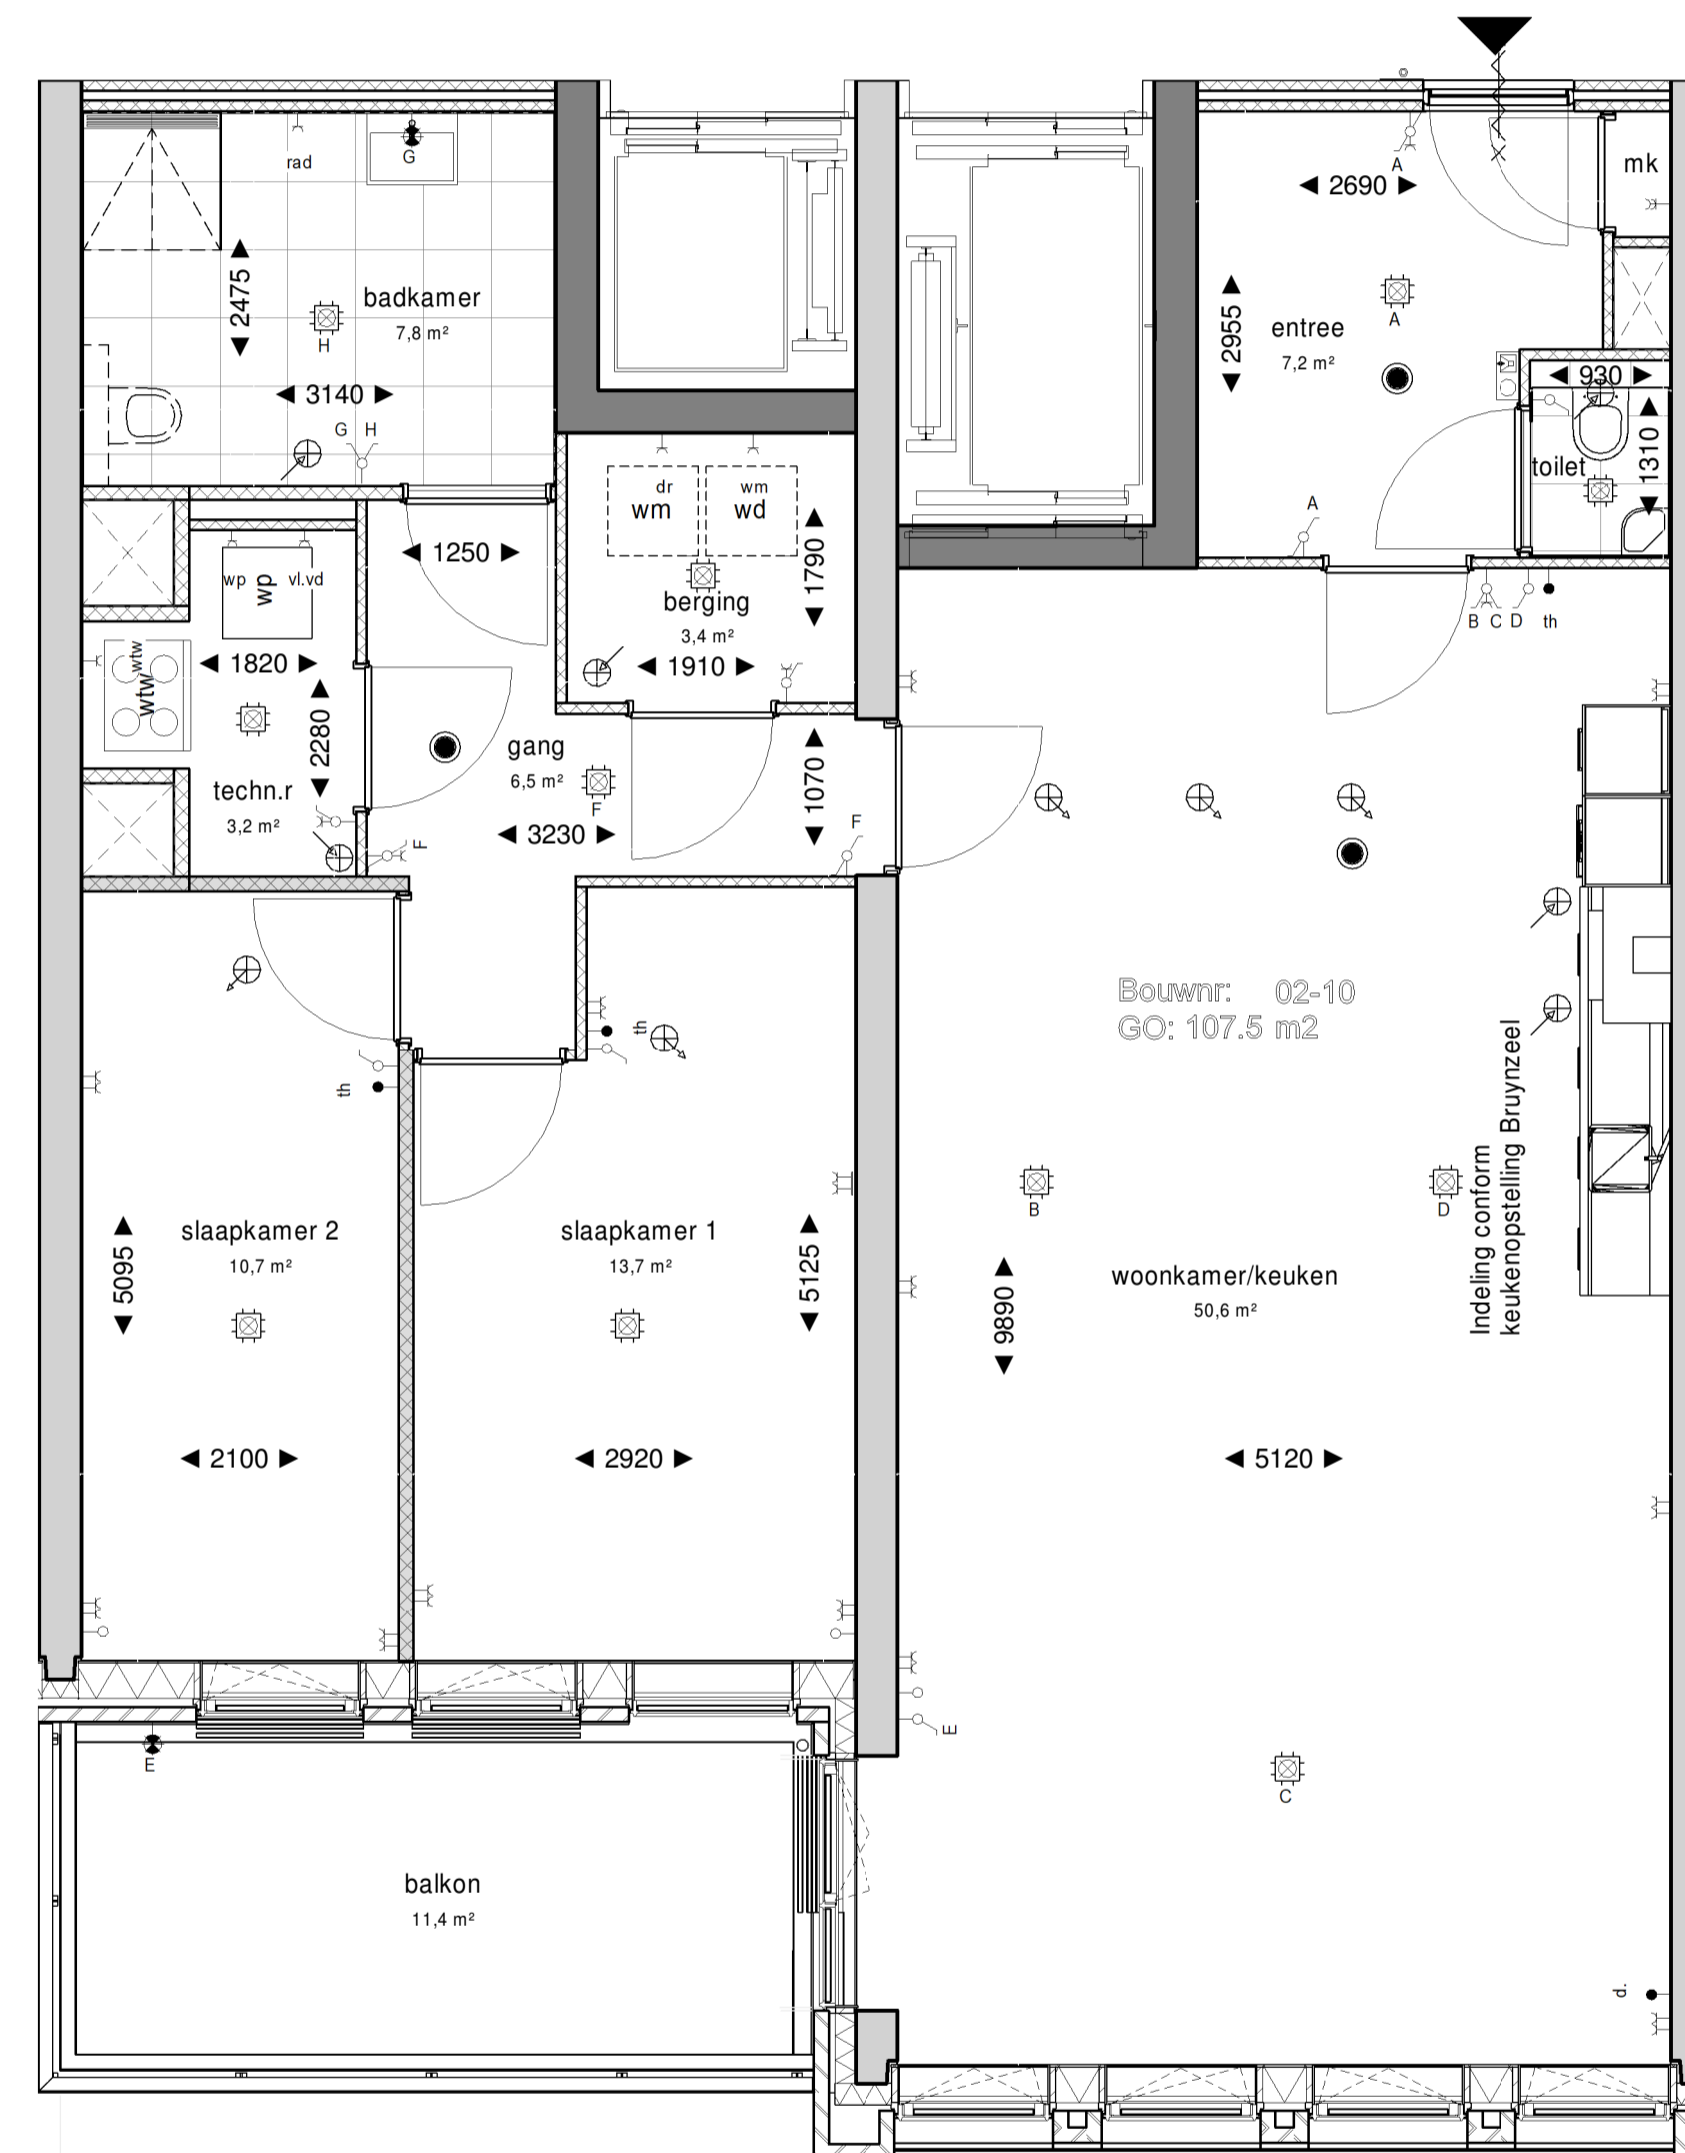 rad
G
badkamer
7,8 m²
H
2475
3140
G H
A
2690
mk
2955
entree
7,2 m²
A
930
1310
toilet
A
dr
wm
wm
wd
1250
1790
berging
3,4 m²
1910
wp
wp
vl.vd
wtw
wtw
1820
2280
techn.r
3,2 m²
gang
6,5 m²
F
3230
1070
F
F
B C D th
Bouwnr: 02-10
GO: 107.5 m2
th
th
Indeling conform
keukenopstelling Bruynzeel
slaapkamer 2
10,7 m²
5095
slaapkamer 1
13,7 m²
5125
B
D
woonkamer/keuken
50,6 m²
9890
2100
2920
5120
E
E
C
balkon
11,4 m²
d.